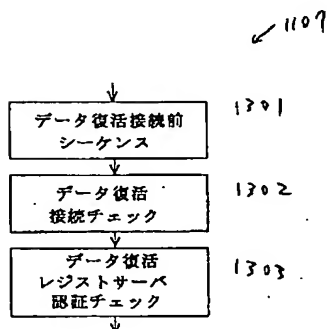 1107
データ復活接続前
シーケンス
1301
データ復活
接続チェック
1302
データ復活
レジストサーバ
認証チェック
1303